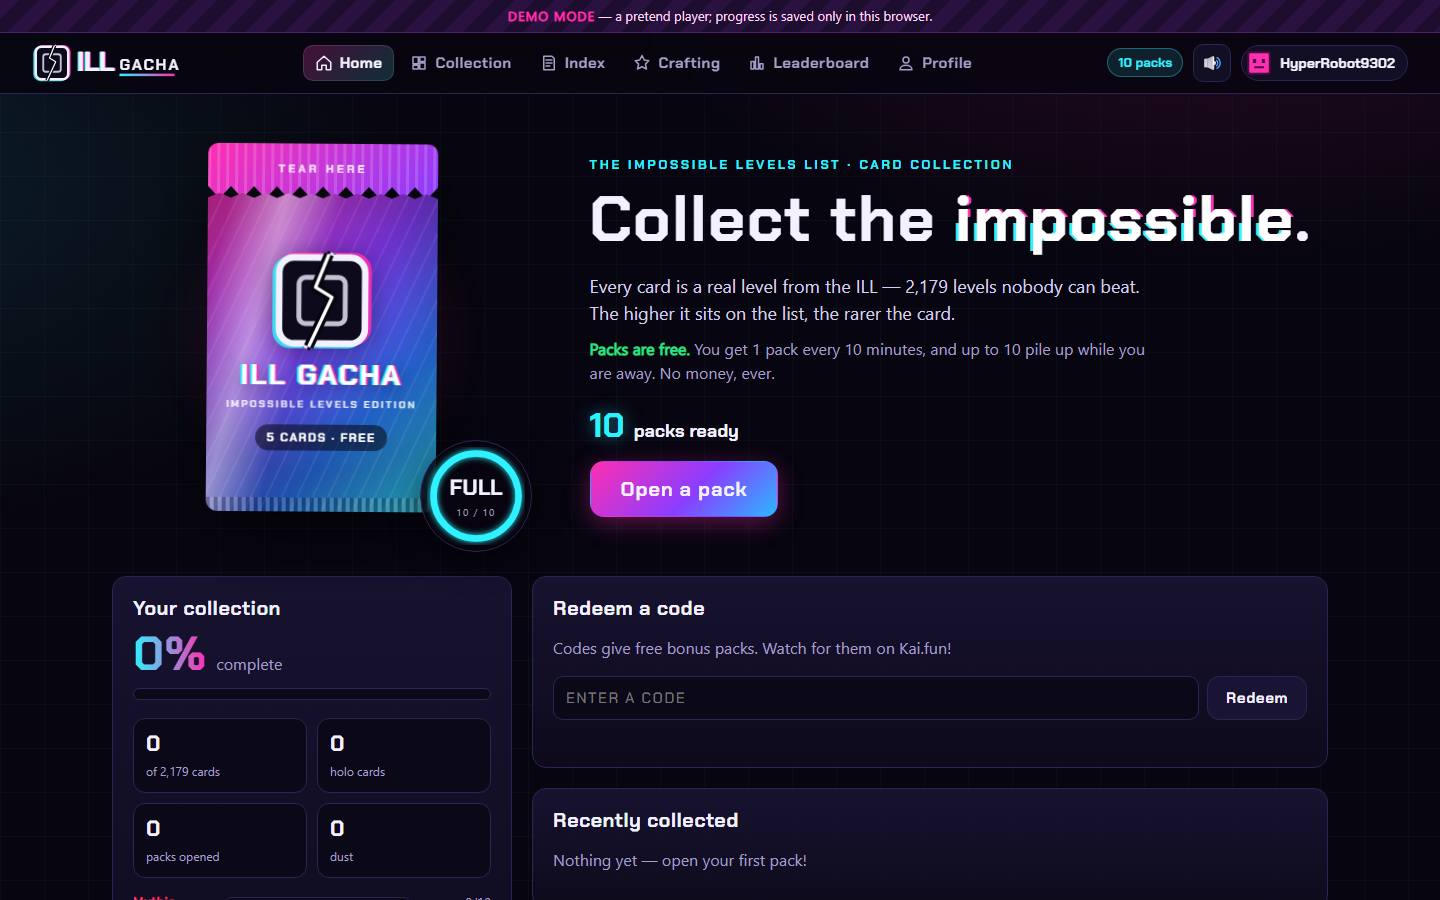 DEMO MODE — a pretend player; progress is saved only in this browser.
ILL GACHA
Home
Collection
Index
Crafting
Leaderboard
Profile
10 packs
HyperRobot9302
TEAR HERE
ILL GACHA
IMPOSSIBLE LEVELS EDITION
5 CARDS · FREE
FULL
10 / 10
THE IMPOSSIBLE LEVELS LIST · CARD COLLECTION
Collect the impossible.
Every card is a real level from the ILL — 2,179 levels nobody can beat.
The higher it sits on the list, the rarer the card.
Packs are free. You get 1 pack every 10 minutes, and up to 10 pile up while you
are away. No money, ever.
10 packs ready
Open a pack
Your collection
0% complete
0
of 2,179 cards
0
holo cards
0
packs opened
0
dust
Redeem a code
Codes give free bonus packs. Watch for them on Kai.fun!
ENTER A CODE
Redeem
Recently collected
Nothing yet — open your first pack!